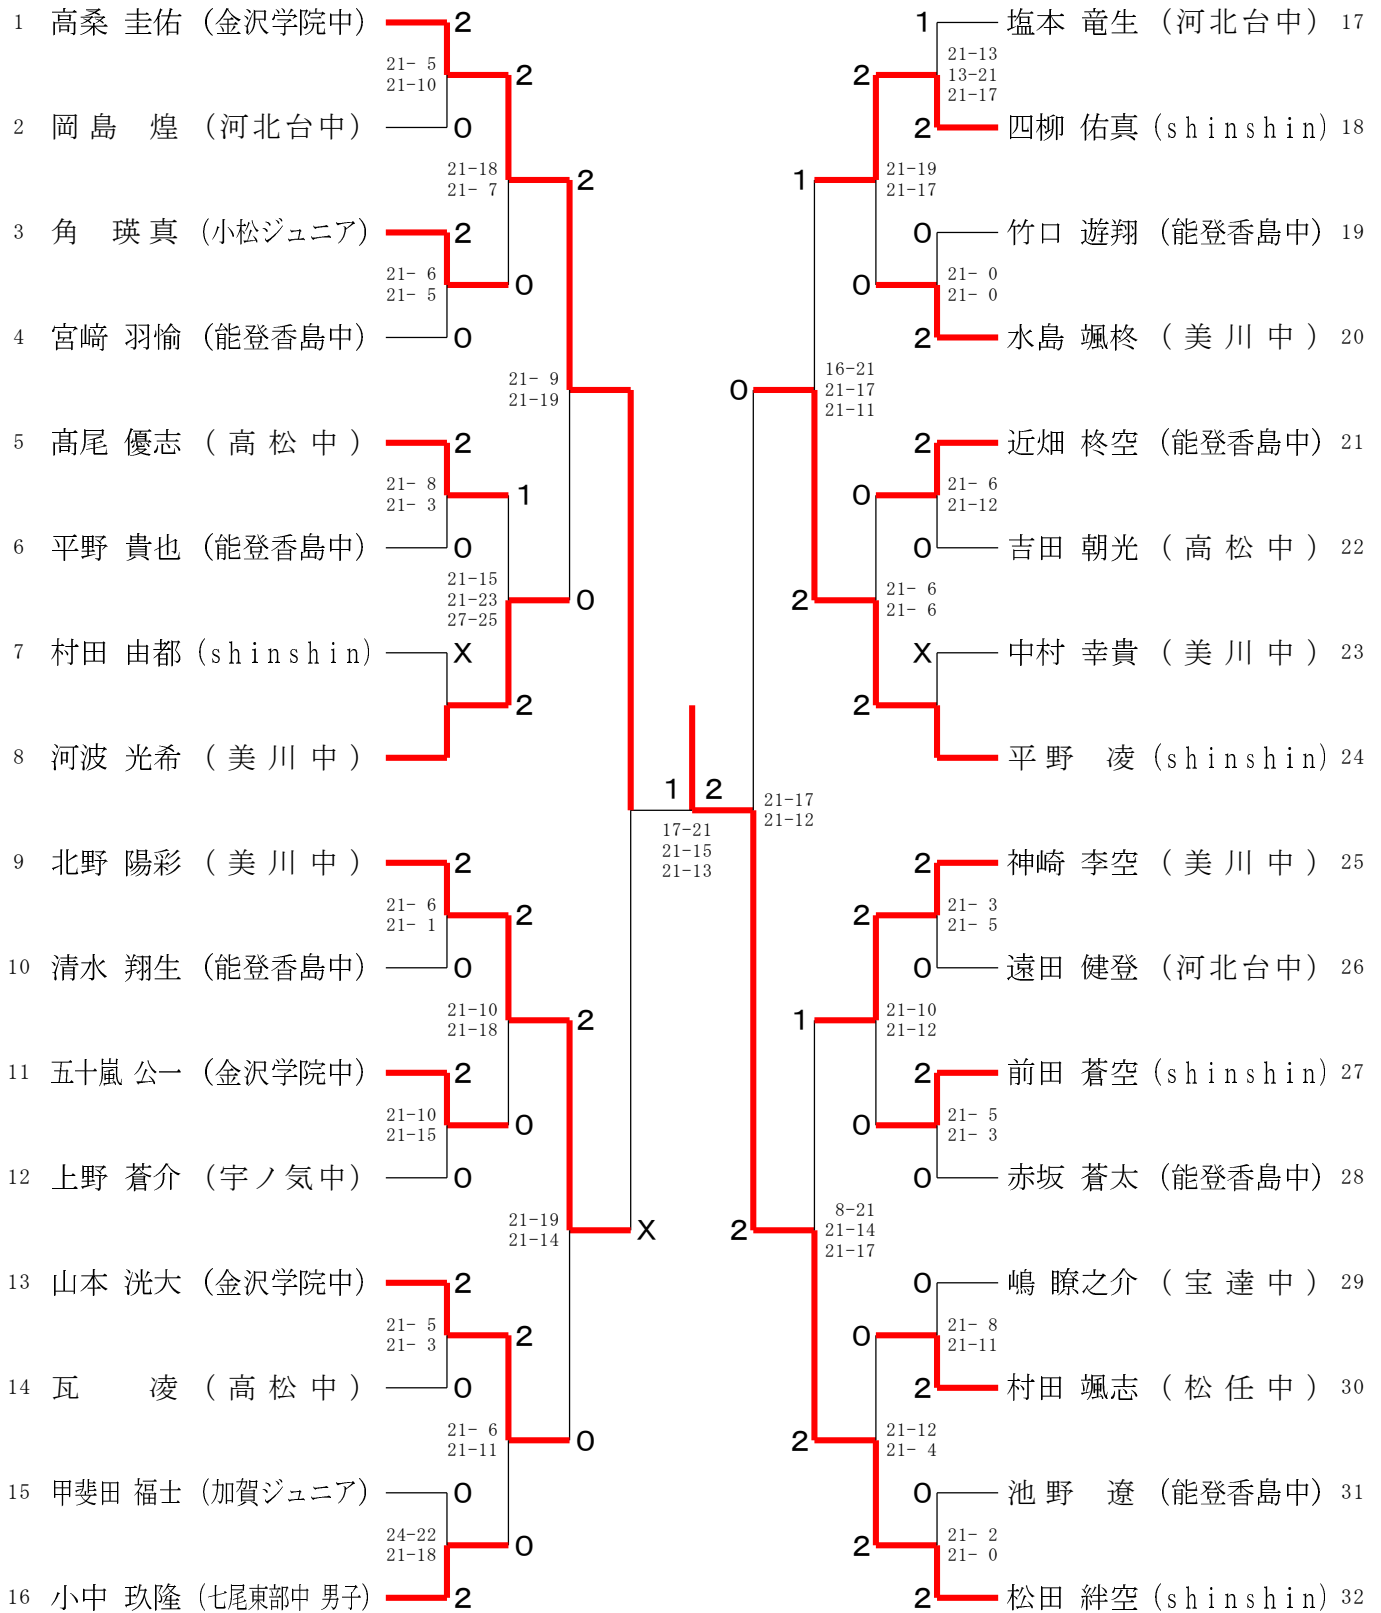 1 高桑 圭佑 (金沢学院中) 2
21- 5
21-10
2
2 岡島 煌 (河北台中) 0
21-18
21- 7
2
3 角 瑛真 (小松ジュニア) 2
21- 6
21- 5
0
4 宮﨑 羽愉 (能登香島中) 0
21- 9
21-19
5 髙尾 優志 (高松中) 2
21- 8
21- 3
1
6 平野 貴也 (能登香島中) 0
21-15
21-23
27-25
0
7 村田 由都 (shinshin) X
2
8 河波 光希 (美川中)
1 2
17-21
21-15
21-13
9 北野 陽彩 (美川中) 2
21- 6
21- 1
2
10 清水 翔生 (能登香島中) 0
21-10
21-18
2
11 五十嵐 公一 (金沢学院中) 2
21-10
21-15
0
12 上野 蒼介 (宇ノ気中) 0
21-19
21-14
X
13 山本 洸大 (金沢学院中) 2
21- 5
21- 3
2
14 瓦 凌 (高松中) 0
21- 6
21-11
0
15 甲斐田 福士 (加賀ジュニア) 0
24-22
21-18
0
16 小中 玖隆 (七尾東部中 男子) 2
1 塩本 竜生 (河北台中) 17
21-13
13-21
21-17
2
2 四柳 佑真 (shinshin) 18
1
21-19
21-17
0 竹口 遊翔 (能登香島中) 19
21- 0
21- 0
0
2 水島 颯柊 (美川中) 20
0
16-21
21-17
21-11
2 近畑 柊空 (能登香島中) 21
21- 6
21-12
0
0 吉田 朝光 (高松中) 22
2
21- 6
21- 6
X 中村 幸貴 (美川中) 23
2
平野 凌 (shinshin) 24
21-17
21-12
2 神崎 李空 (美川中) 25
21- 3
21- 5
2
0 遠田 健登 (河北台中) 26
1
21-10
21-12
2 前田 蒼空 (shinshin) 27
21- 5
21- 3
0
0 赤坂 蒼太 (能登香島中) 28
2
8-21
21-14
21-17
0 嶋 瞭之介 (宝達中) 29
21- 8
21-11
0
2 村田 颯志 (松任中) 30
2
21-12
21- 4
0 池野 遼 (能登香島中) 31
21- 2
21- 0
2
2 松田 絆空 (shinshin) 32